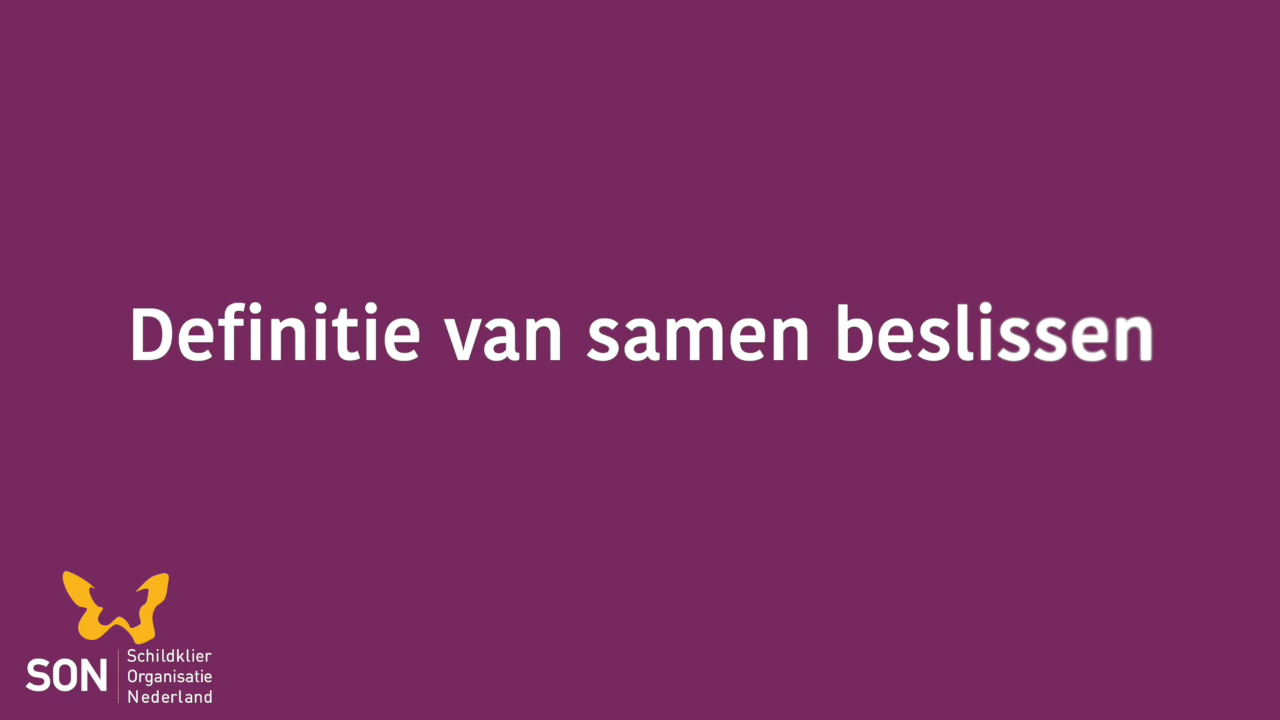 Definitie van samen beslissen
SON
Schildklier
Organisatie
Nederland